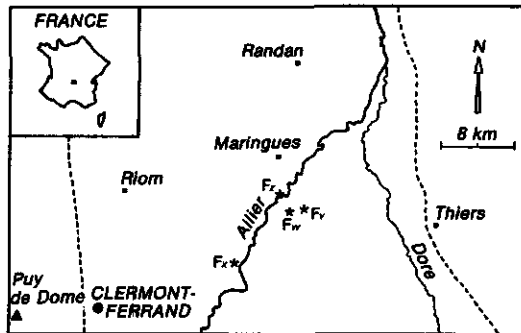 FRANCE
Randan
N
8 km
Maringues
Riom
Fz
Allier
Fw
Fv
Thiers
Fx
Dore
Puy
de Dome
CLERMONT-
FERRAND